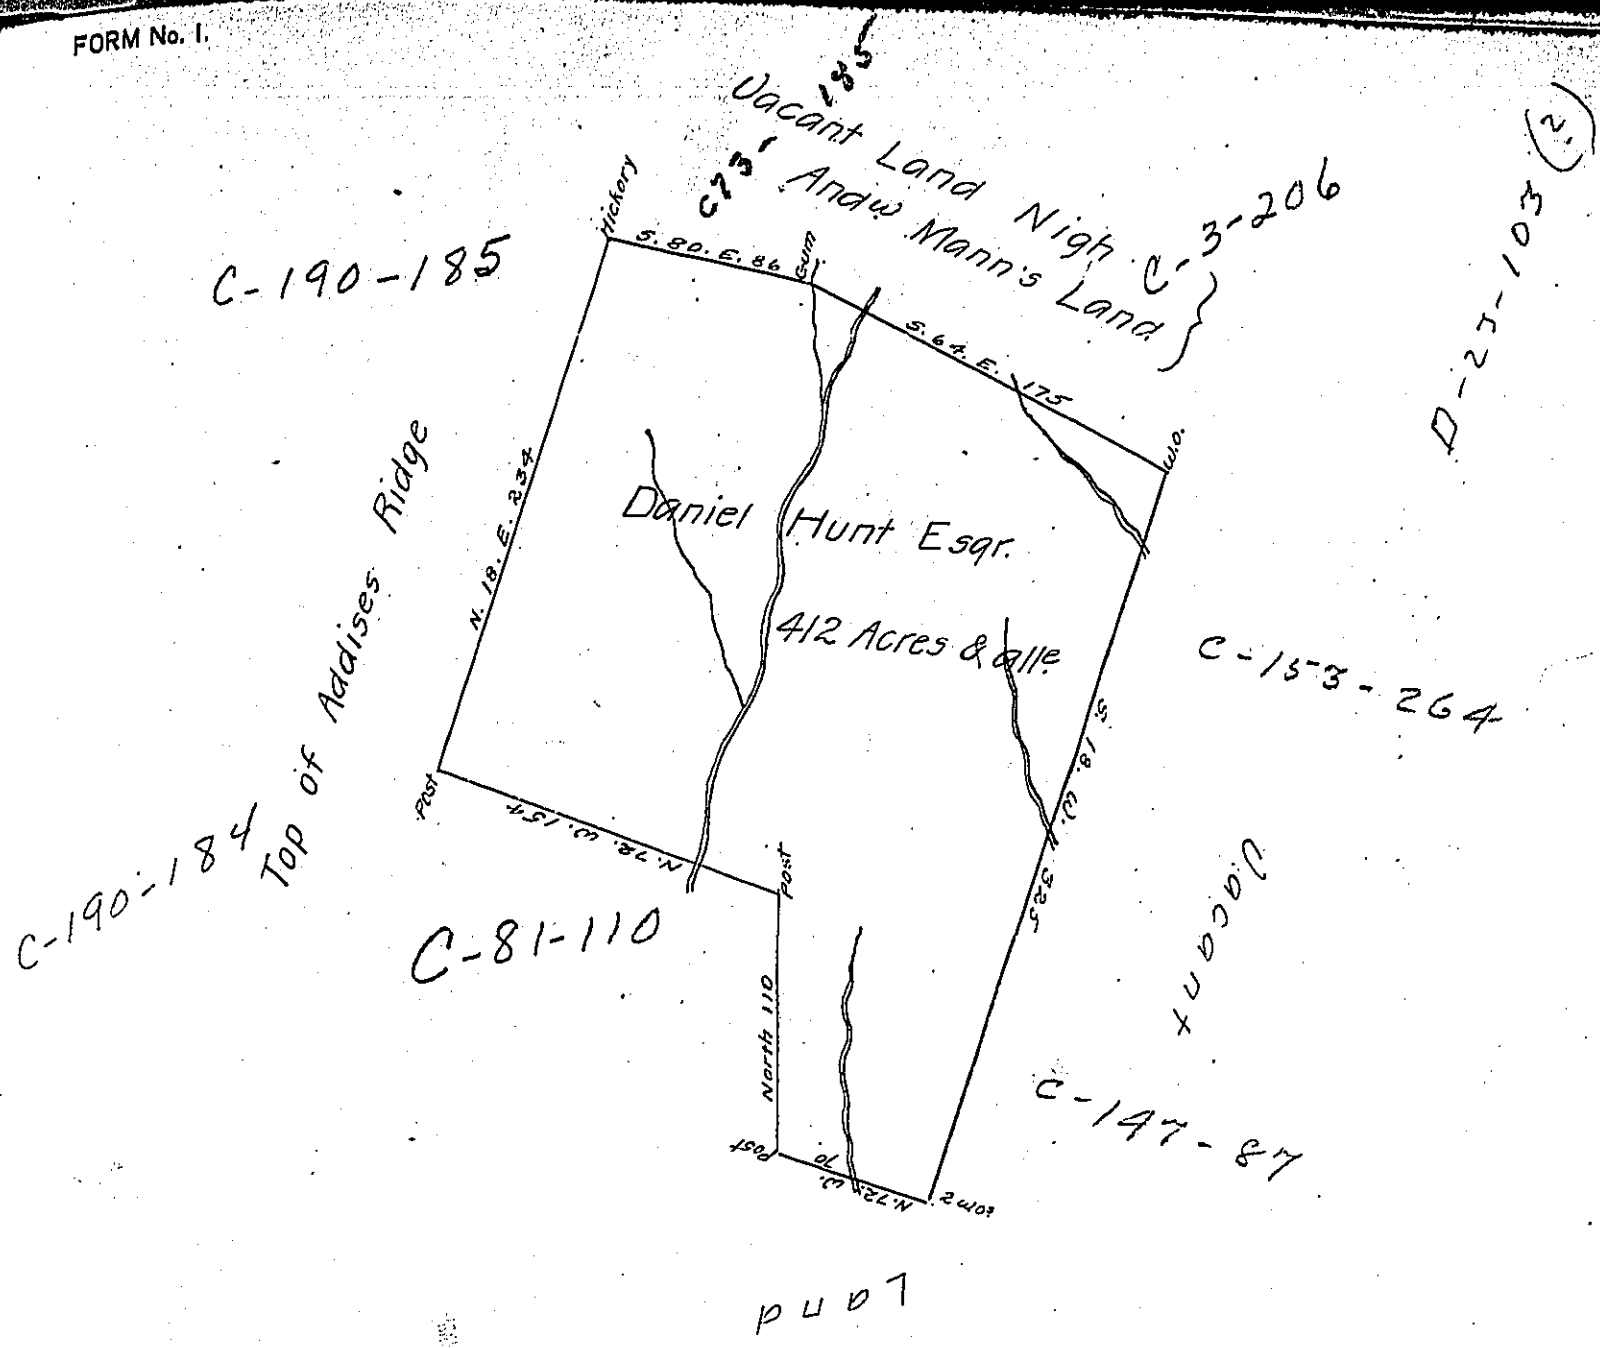 FORM No. 1.
185
C73
Vacant Land Nigh
Andw Mann's Land }
C-3-206
D-25-103 (2.)
C-190-185
Hickory
S. 80. E. 86
Gum
S. 64. E. 175
W.O.
Top of Addises Ridge
N. 18. E. 234
Daniel Hunt Esqr.
412 Acres & alle
C-153-264
S. 18. W. 325
Vacant
Land
Post
N. 72. W. 154
Post
C-190-184
C-81-110
North 110
Post
N. 72. W. 70
C-147-87